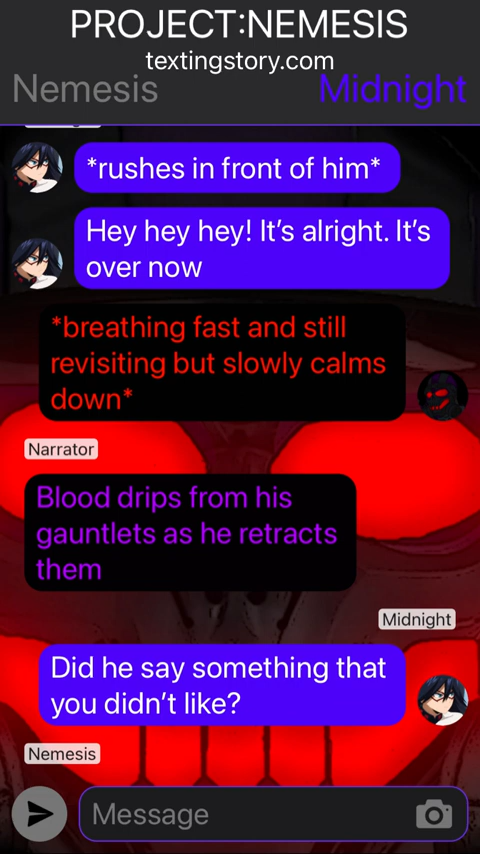 PROJECT:NEMESIS
textingstory.com
Nemesis
Midnight
*rushes in front of him*
Hey hey hey! It’s alright. It’s
over now
*breathing fast and still
revisiting but slowly calms
down*
Narrator
Blood drips from his
gauntlets as he retracts
them
Midnight
Did he say something that
you didn’t like?
Nemesis
Message